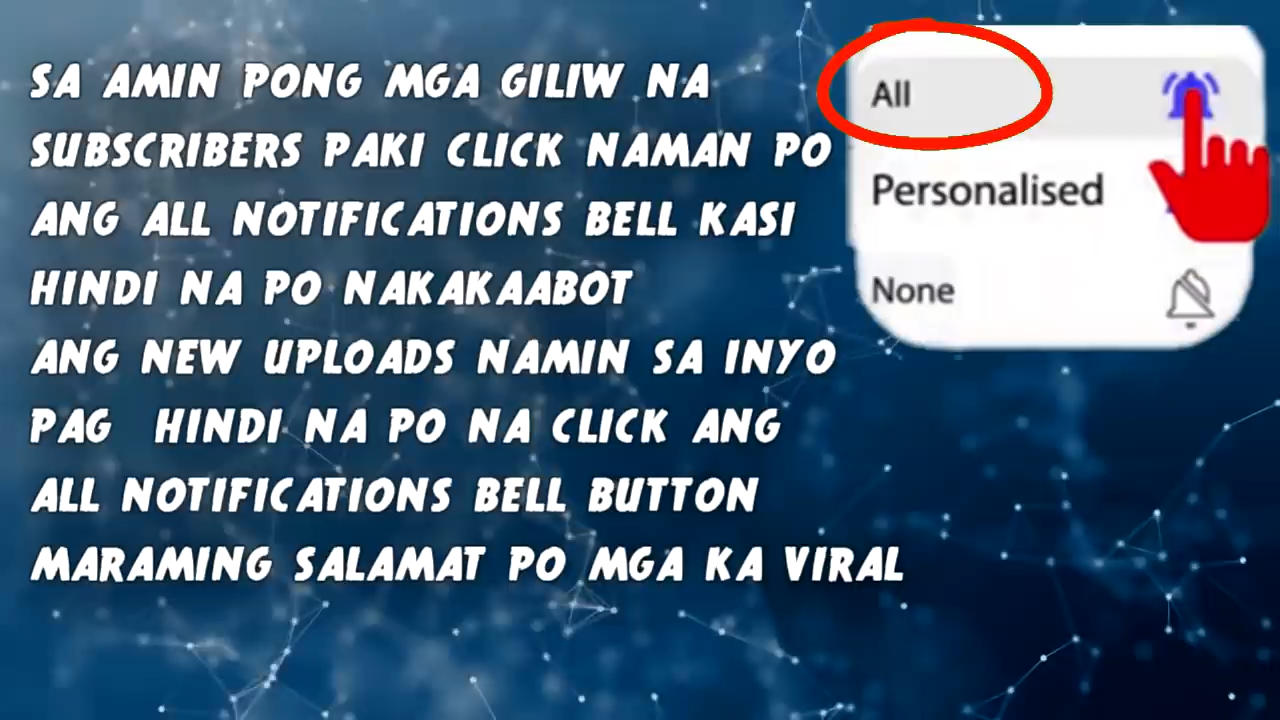 SA AMIN PONG MGA GILIW NA
SUBSCRIBERS PAKI CLICK NAMAN PO
ANG ALL NOTIFICATIONS BELL KASI
HINDI NA PO NAKAKAABOT
ANG NEW UPLOADS NAMIN SA INYO
PAG HINDI NA PO NA CLICK ANG
ALL NOTIFICATIONS BELL BUTTON
MARAMING SALAMAT PO MGA KA VIRAL
All
Personalised
None